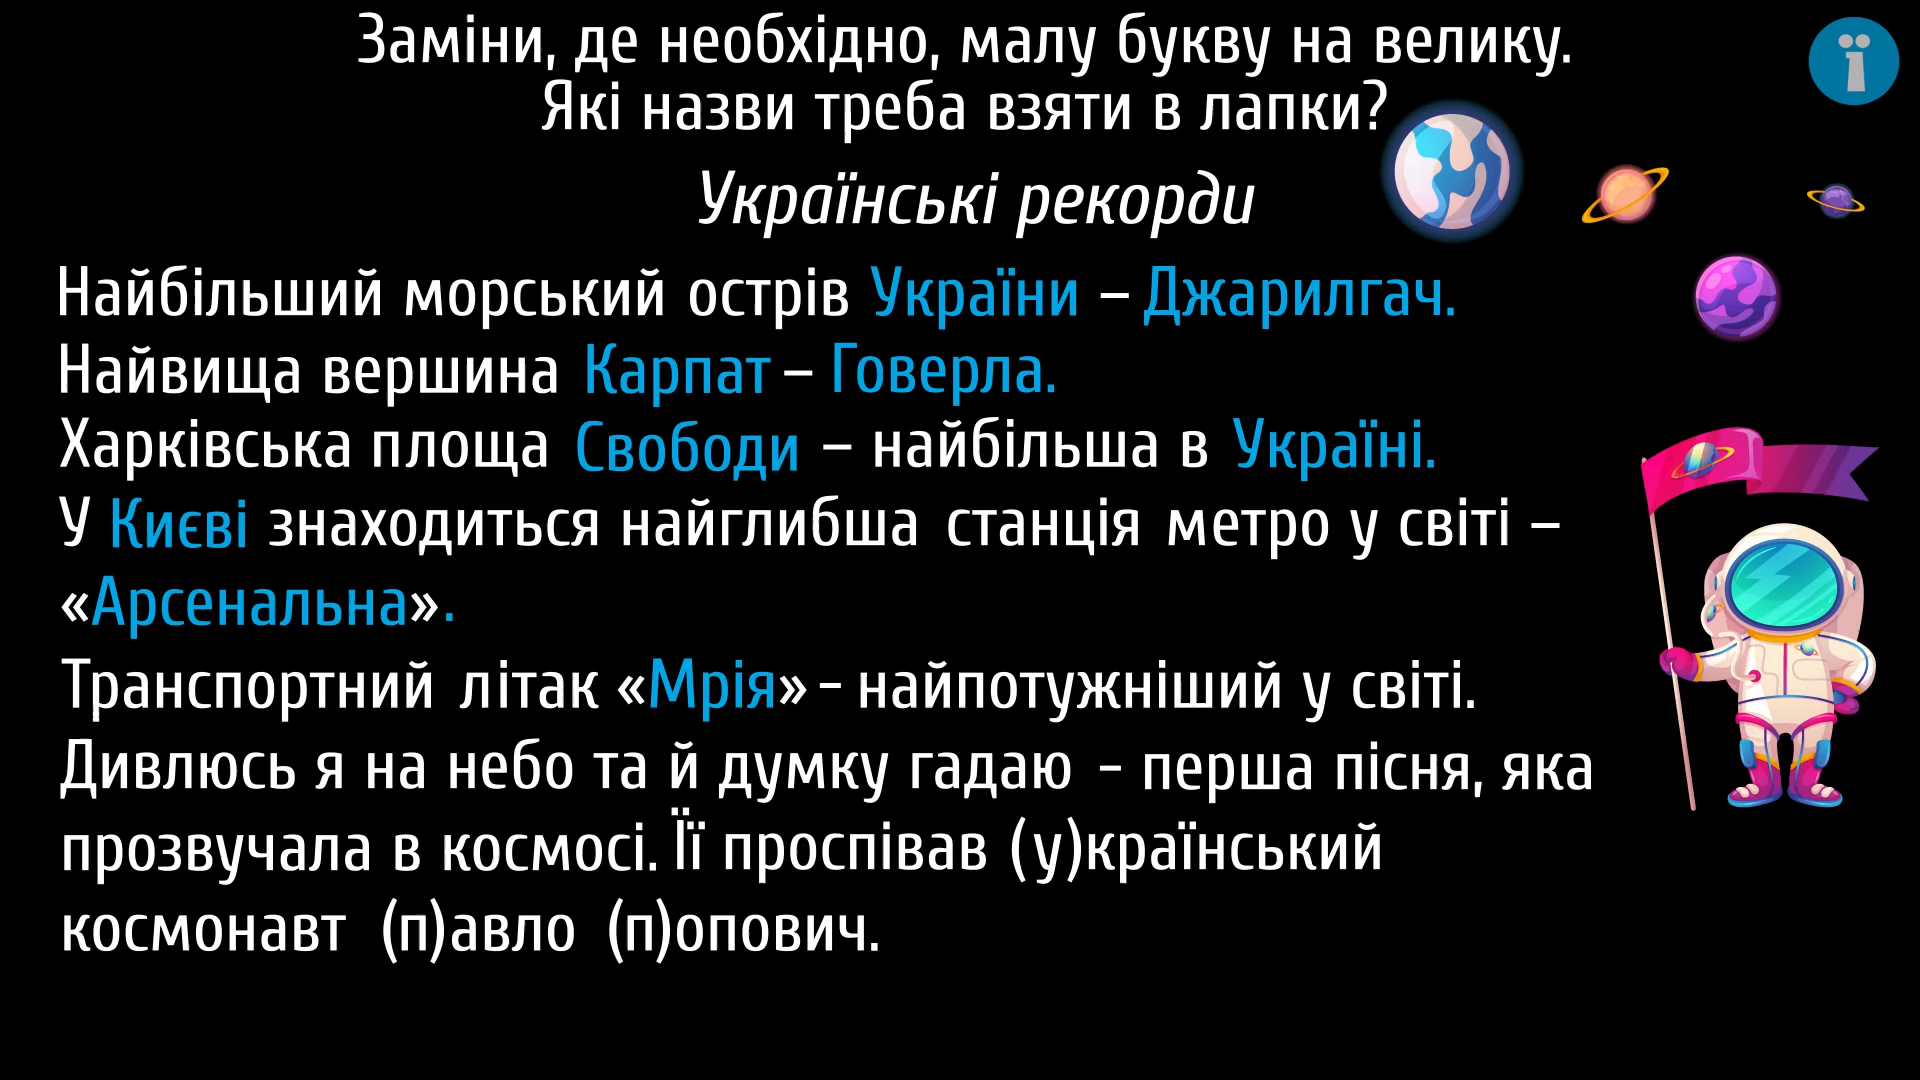 Заміни, де необхідно, малу букву на велику.
Які назви треба взяти в лапки?
Ї
Українські рекорди
Найбільший морський острів України – Джарилгач.
Найвища вершина Карпат – Говерла.
Харківська площа Свободи – найбільша в Україні.
У Києві знаходиться найглибша станція метро у світі –
«Арсенальна».
Транспортний літак «Мрія» - найпотужніший у світі.
Дивлюсь я на небо та й думку гадаю - перша пісня, яка
прозвучала в космосі. Її проспівав (у)країнський
космонавт (п)авло (п)опович.